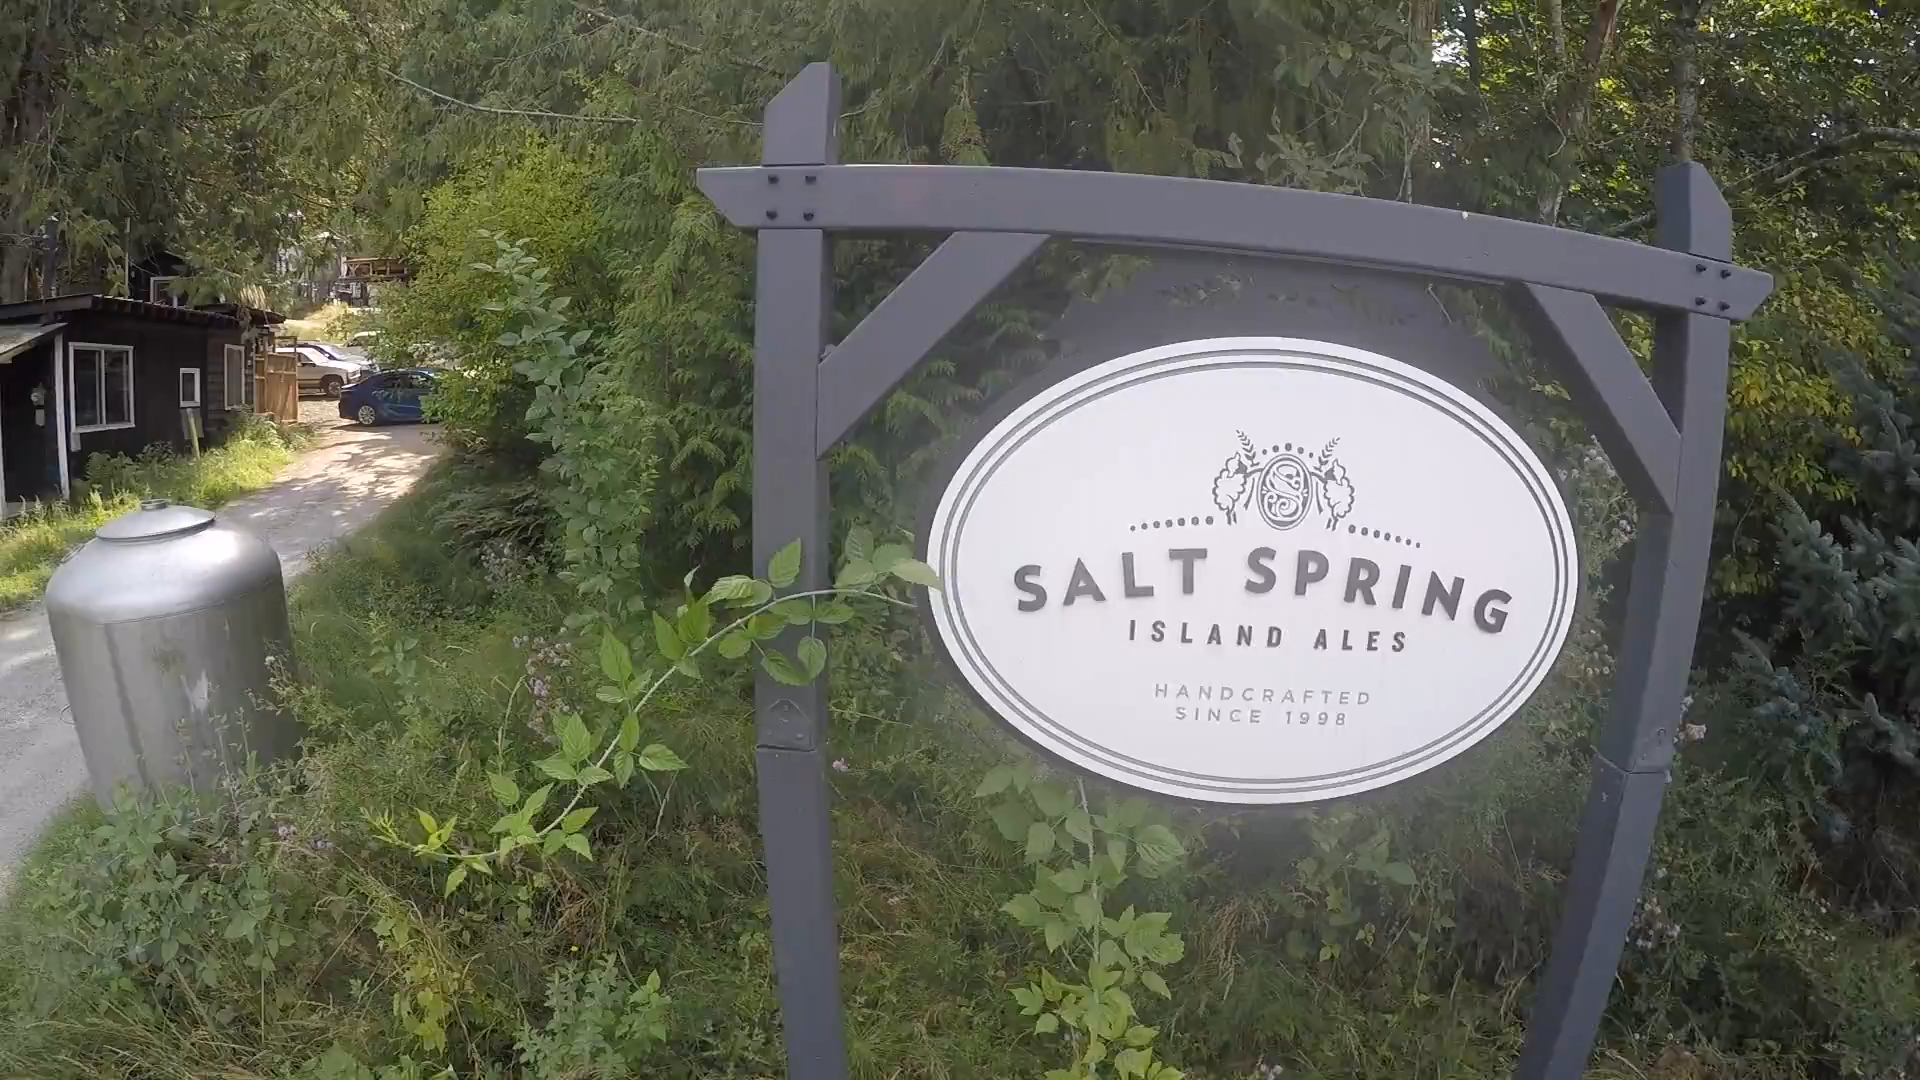 S
SALT SPRING
ISLAND ALES
HANDCRAFTED
SINCE 1998